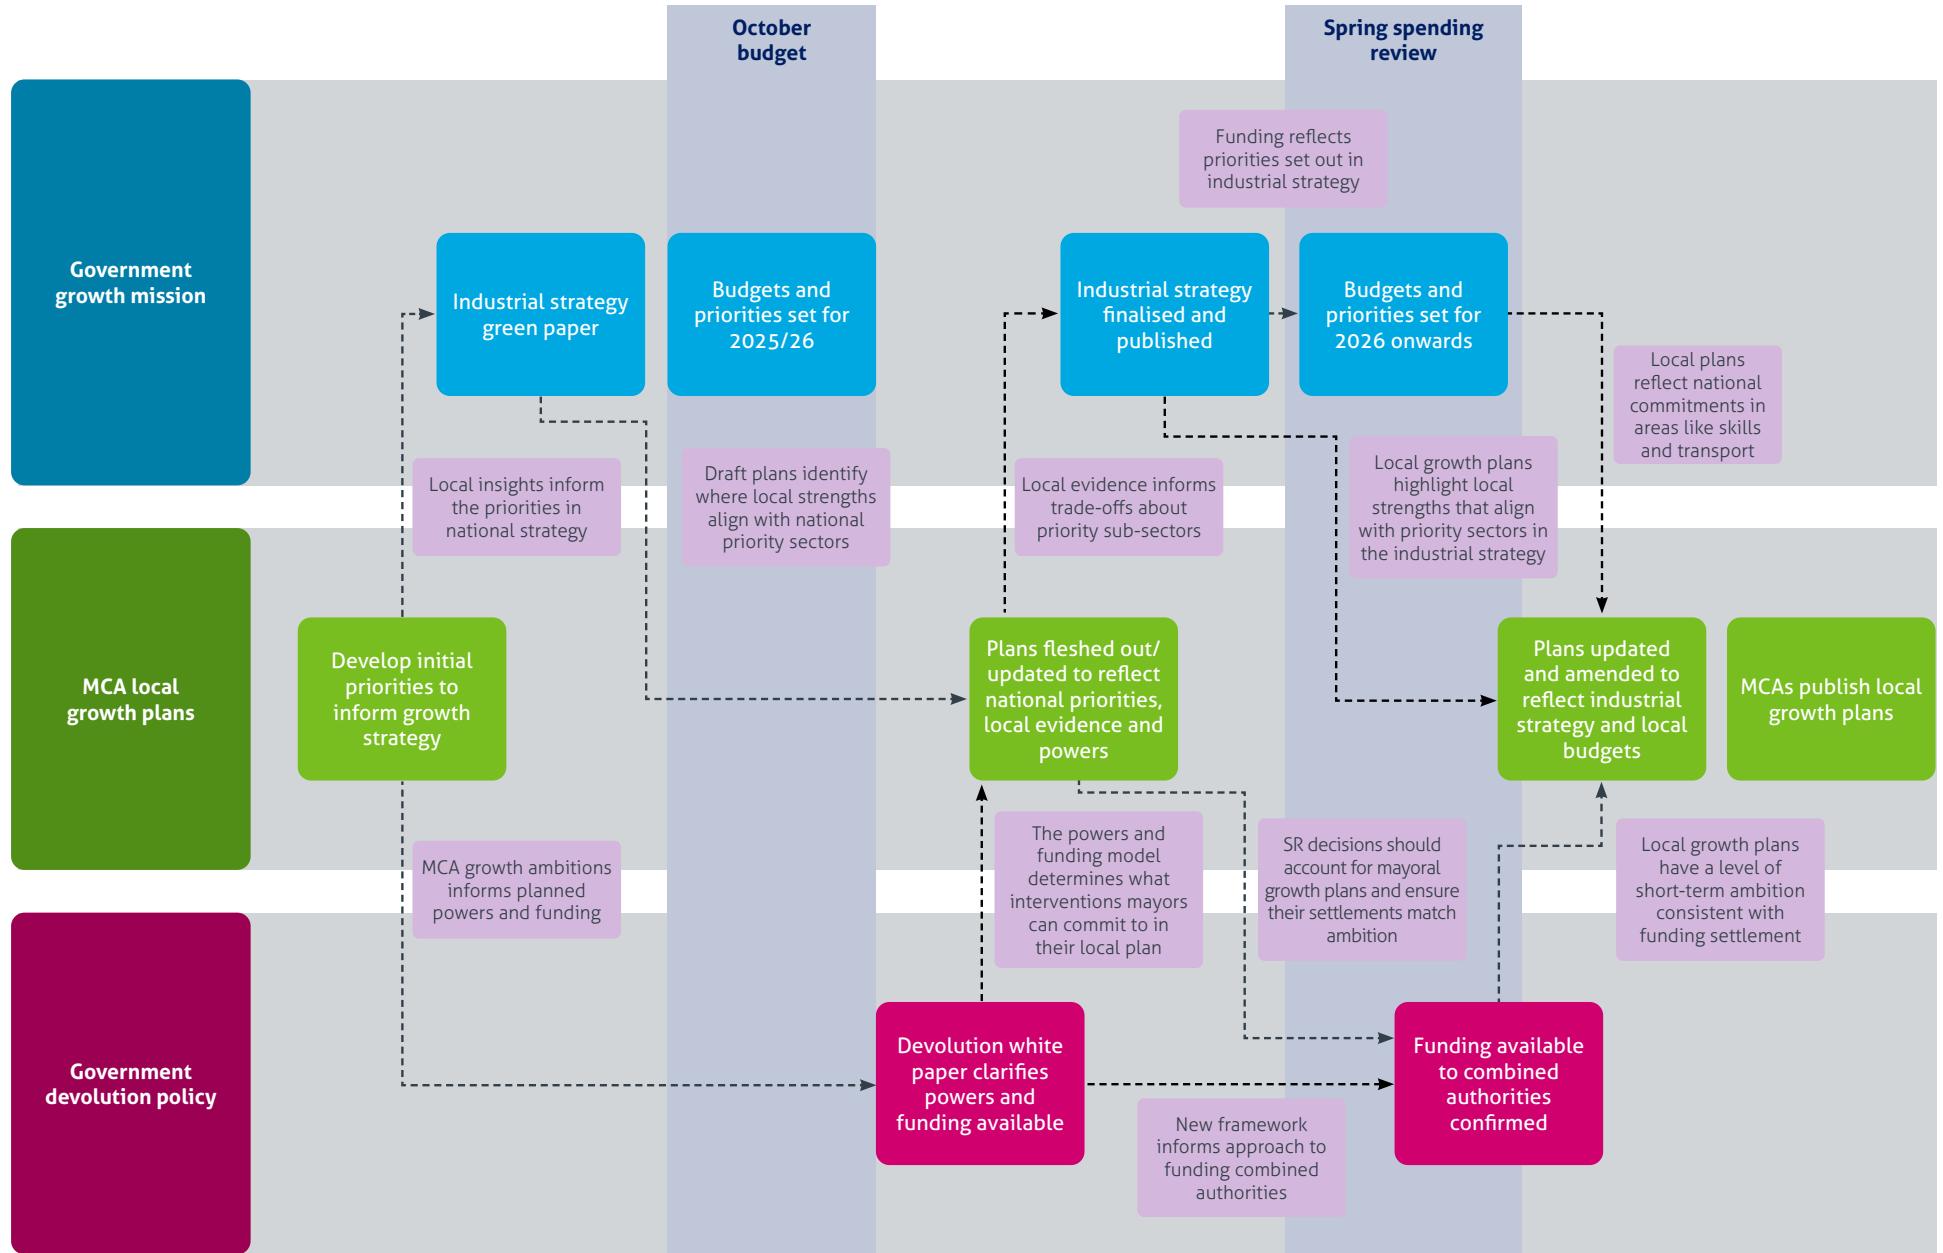 October
budget
Spring spending
review
Government
growth mission
Funding reflects
priorities set out in
industrial strategy
Industrial strategy
green paper
Budgets and
priorities set for
2025/26
Industrial strategy
finalised and
published
Budgets and
priorities set for
2026 onwards
Local plans
reflect national
commitments in
areas like skills
and transport
Local insights inform
the priorities in
national strategy
Draft plans identify
where local strengths
align with national
priority sectors
Local evidence informs
trade-offs about
priority sub-sectors
Local growth plans
highlight local
strengths that align
with priority sectors in
the industrial strategy
MCA local
growth plans
Develop initial
priorities to
inform growth
strategy
Plans fleshed out/
updated to reflect
national priorities,
local evidence and
powers
Plans updated
and amended to
reflect industrial
strategy and local
budgets
MCAs publish local
growth plans
MCA growth ambitions
informs planned
powers and funding
The powers and
funding model
determines what
interventions mayors
can commit to in
their local plan
SR decisions should
account for mayoral
growth plans and ensure
their settlements match
ambition
Local growth plans
have a level of
short-term ambition
consistent with
funding settlement
Government
devolution policy
Devolution white
paper clarifies
powers and
funding available
Funding available
to combined
authorities
confirmed
New framework
informs approach to
funding combined
authorities